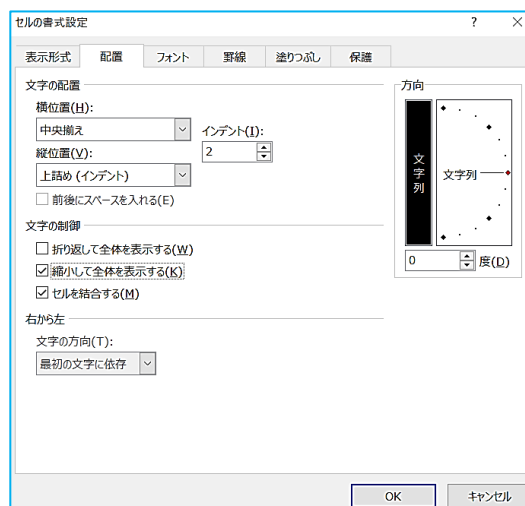 セルの書式設定 ?
表示形式 配置 フォント 罫線 塗りつぶし 保護
文字の配置
横位置(H):
中央揃え
インデント(I):
2
縦位置(V):
上詰め (インデント)
前後にスペースを入れる(E)
文字の制御
折り返して全体を表示する(W)
縮小して全体を表示する(K)
セルを結合する(M)
右から左
文字の方向(T):
最初の文字に依存
方向
文字列
文字列
0 度(D)
OK キャンセル